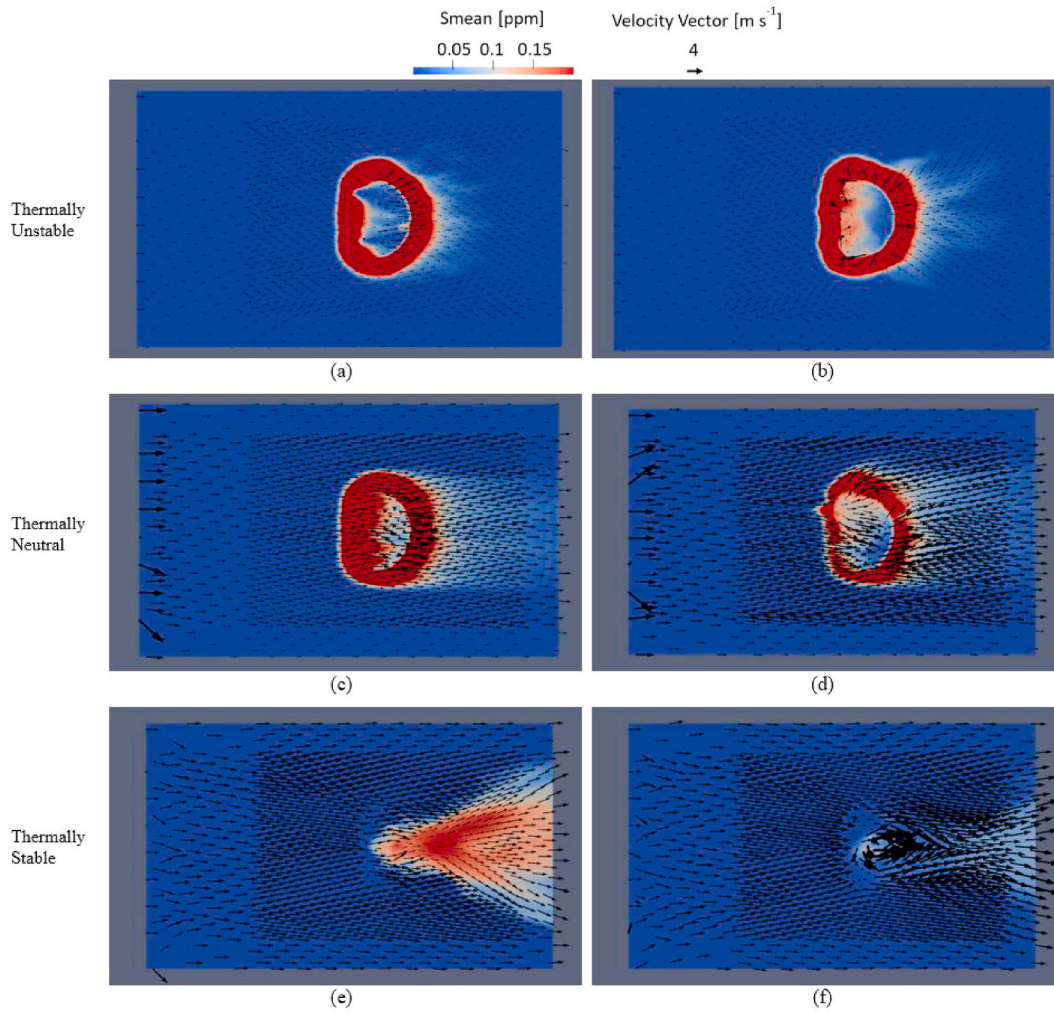 Smean [ppm]
Velocity Vector [m s⁻¹]
0.05 0.1 0.15
4
Thermally
Unstable
(a)
(b)
Thermally
Neutral
(c)
(d)
Thermally
Stable
(e)
(f)